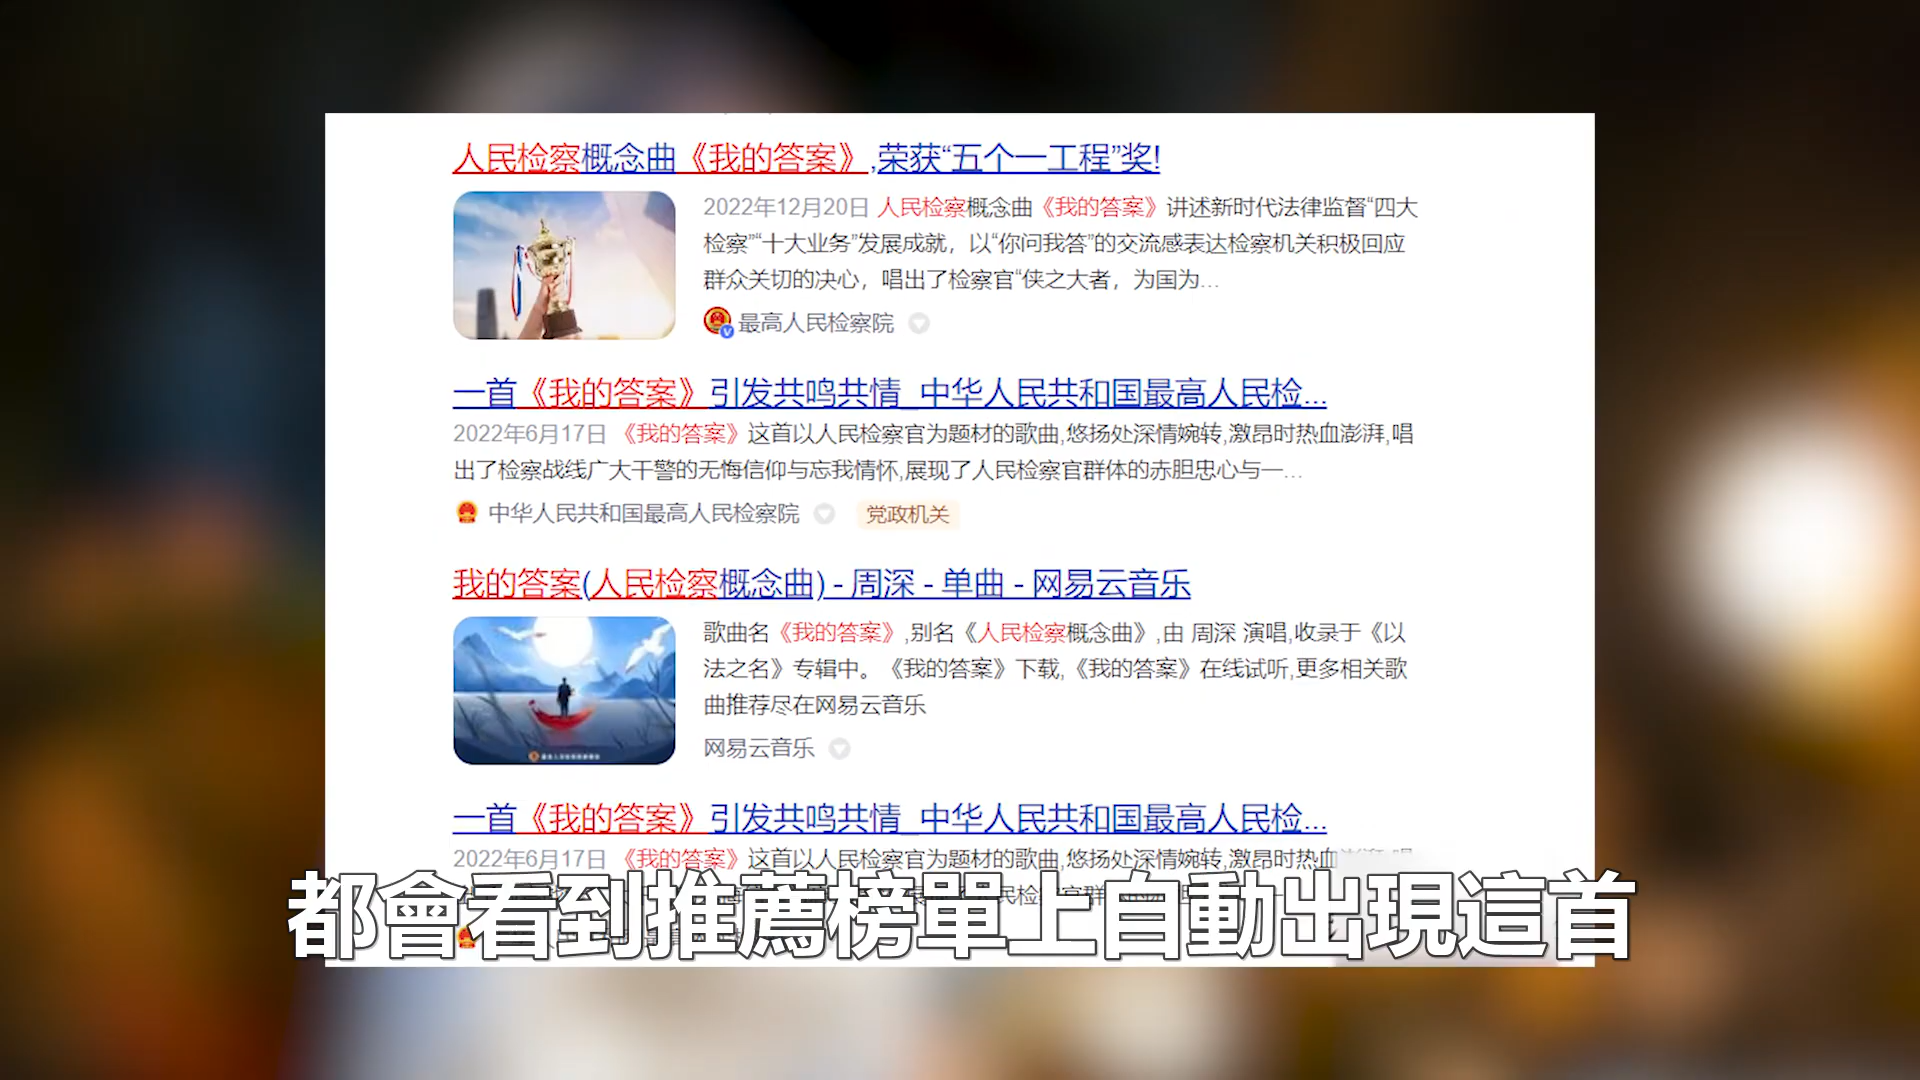 人民检察概念曲《我的答案》,荣获“五个一工程”奖!
2022年12月20日 人民检察概念曲《我的答案》讲述新时代法律监督“四大
检察”“十大业务”发展成就，以“你问我答”的交流感表达检察机关积极回应
群众关切的决心，唱出了检察官“侠之大者，为国为...
最高人民检察院
一首《我的答案》引发共鸣共情_中华人民共和国最高人民检...
2022年6月17日 《我的答案》这首以人民检察官为题材的歌曲,悠扬处深情婉转,激昂时热血澎湃,唱
出了检察战线广大干警的无悔信仰与忘我情怀,展现了人民检察官群体的赤胆忠心与一...
中华人民共和国最高人民检察院 党政机关
我的答案(人民检察概念曲) - 周深 - 单曲 - 网易云音乐
歌曲名《我的答案》,别名《人民检察概念曲》,由 周深 演唱,收录于《以
法之名》专辑中。《我的答案》下载,《我的答案》在线试听,更多相关歌
曲推荐尽在网易云音乐
网易云音乐
一首《我的答案》引发共鸣共情_中华人民共和国最高人民检...
2022年6月17日 《我的答案》这首以人民检察官为题材的歌曲,悠扬处深情婉转,激昂时热血
都會看到推薦榜單上自動出現這首